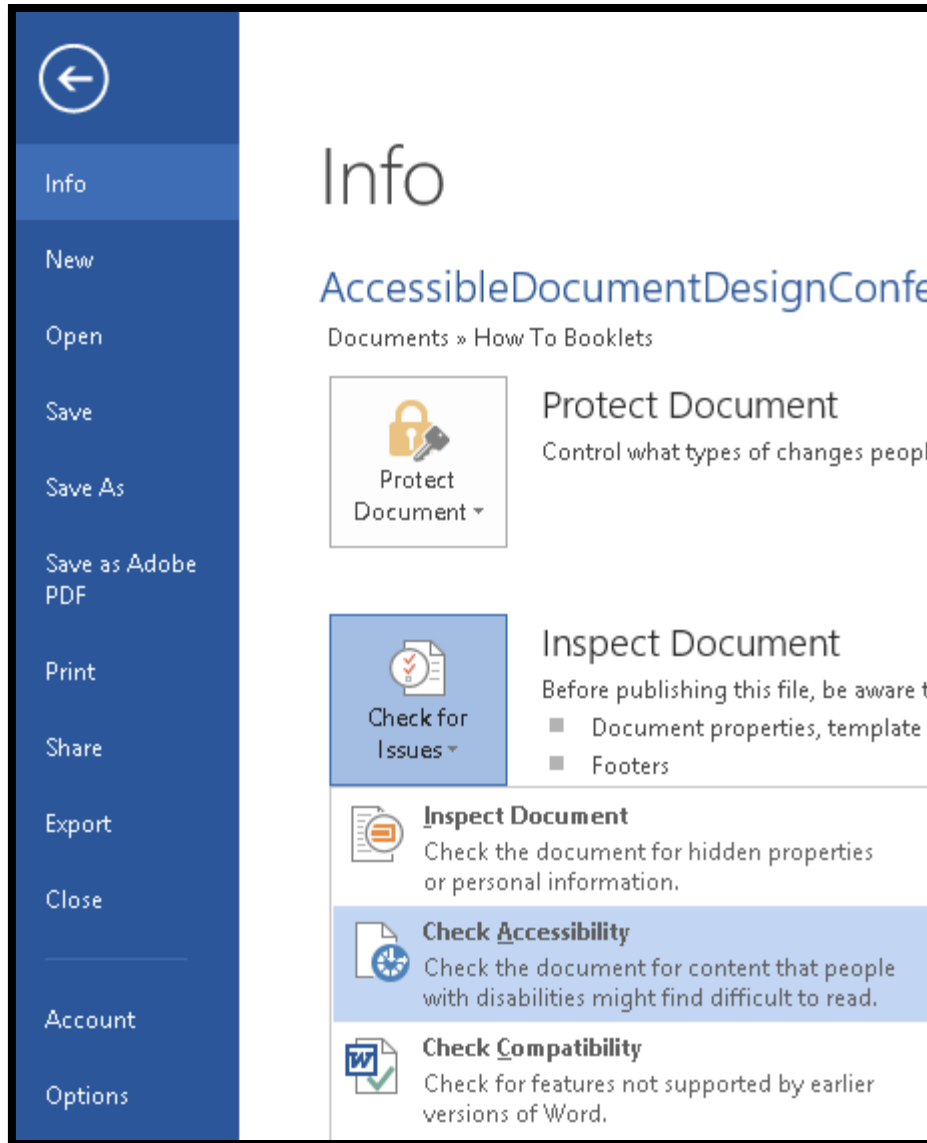 Info
New
Open
Save
Save As
Save as Adobe
PDF
Print
Share
Export
Close
Account
Options
Info
AccessibleDocumentDesignConfe
Documents » How To Booklets
Protect
Document
Protect Document
Control what types of changes peopl
Check for
Issues
Inspect Document
Before publishing this file, be aware t
Document properties, template
Footers
Inspect Document
Check the document for hidden properties
or personal information.
Check Accessibility
Check the document for content that people
with disabilities might find difficult to read.
Check Compatibility
Check for features not supported by earlier
versions of Word.